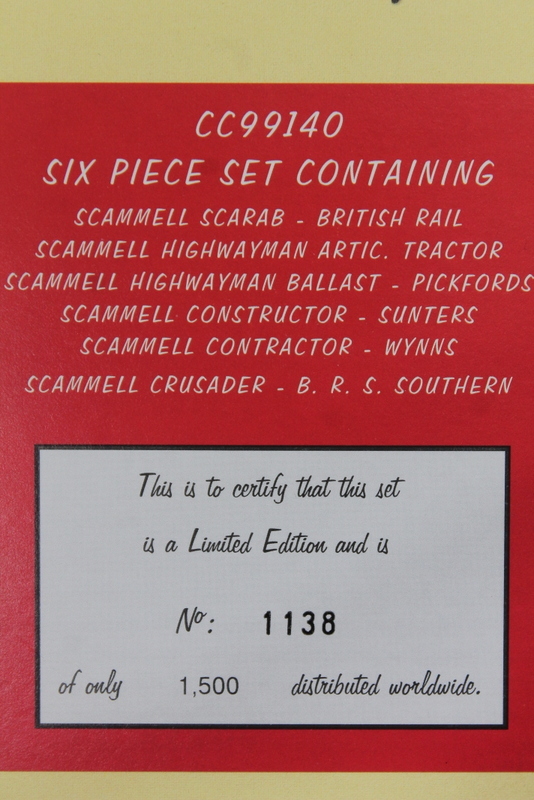 CC99140
SIX PIECE SET CONTAINING
SCAMMELL SCARAB - BRITISH RAIL
SCAMMELL HIGHWAYMAN ARTIC. TRACTOR
SCAMMELL HIGHWAYMAN BALLAST - PICKFORDS
SCAMMELL CONSTRUCTOR - SUNTERS
SCAMMELL CONTRACTOR - WYNNS
SCAMMELL CRUSADER - B. R. S. SOUTHERN
This is to certify that this set
is a Limited Edition and is
No: 1138
of only 1,500 distributed worldwide.